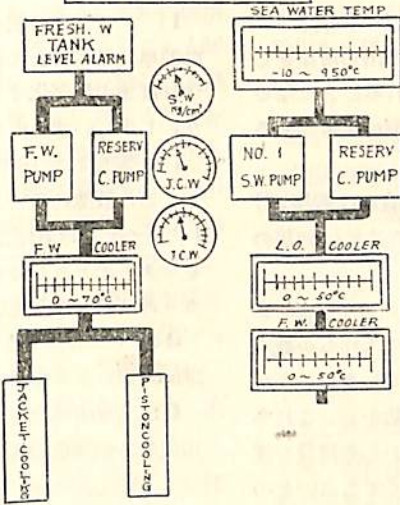 SEA WATER TEMP
-10 ~ 950°C
FRESH. W
TANK
LEVEL ALARM
S.W
kg/cm²
J.C.W
T.C.W
F.W.
PUMP
RESERV
C. PUMP
NO. 1
S.W. PUMP
RESERV
C. PUMP
F.W COOLER
0 ~ 70°C
L.O. COOLER
0 ~ 50°C
F.W. COOLER
0 ~ 50°C
JACKET COOLING
PISTON COOLING